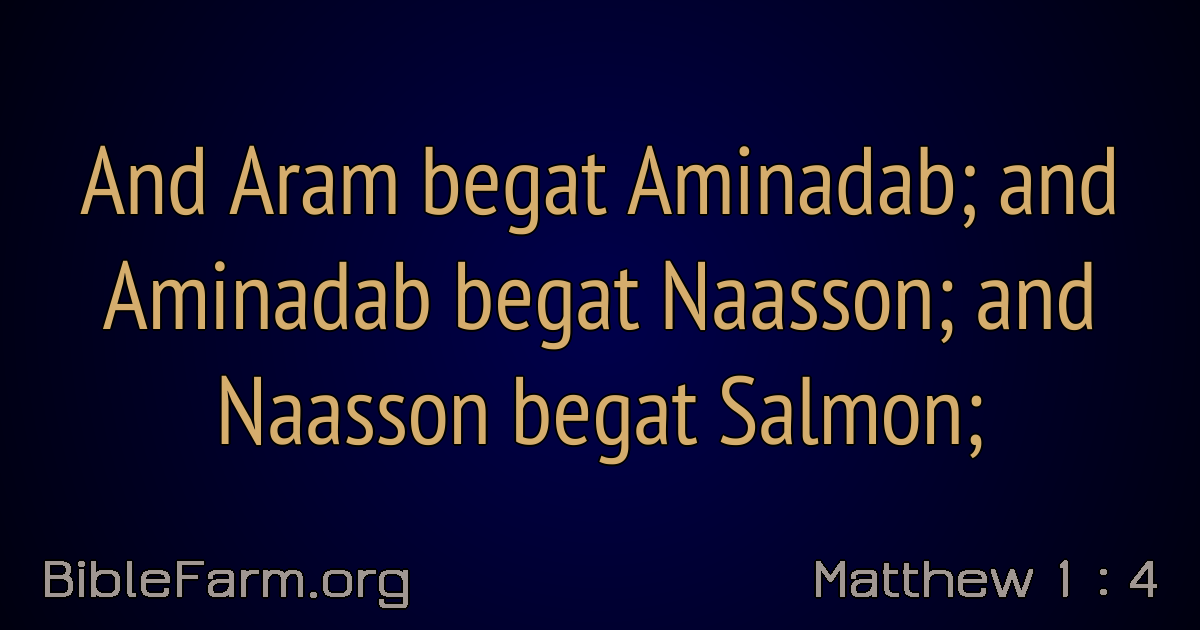 And Aram begat Aminadab; and
Aminadab begat Naasson; and
Naasson begat Salmon;
BibleFarm.org
Matthew 1 : 4